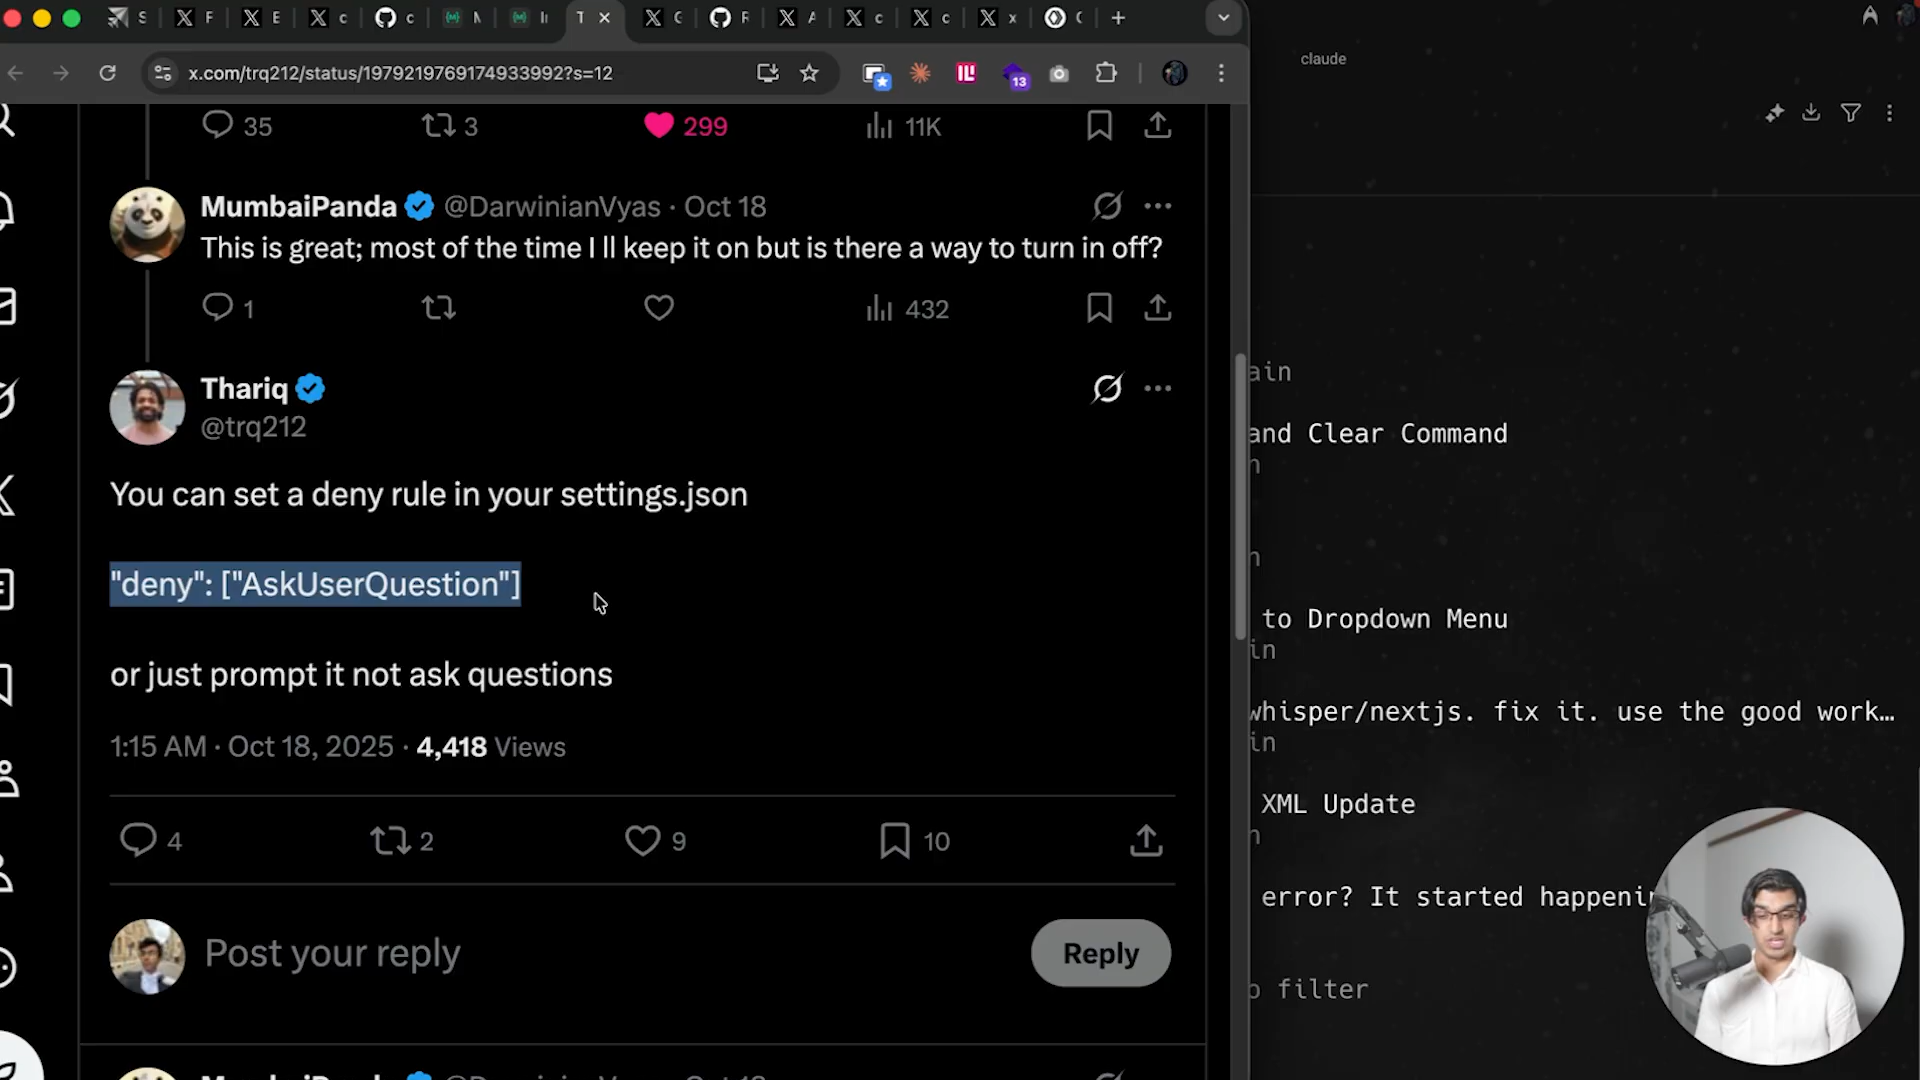 S
F
E
c
c
M
I
T
C
F
A
c
c
x
C
x.com/trq212/status/1979219769174933992?s=12
13
claude
35
3
299
11K
MumbaiPanda @DarwinianVyas · Oct 18
This is great; most of the time I ll keep it on but is there a way to turn in off?
1
432
Thariq
@trq212
You can set a deny rule in your settings.json
"deny": ["AskUserQuestion"]
or just prompt it not ask questions
1:15 AM · Oct 18, 2025 · 4,418 Views
4
2
9
10
Post your reply
Reply
ain
and Clear Command
n
n
to Dropdown Menu
in
whisper/nextjs. fix it. use the good work…
in
XML Update
n
error? It started happenin
o filter